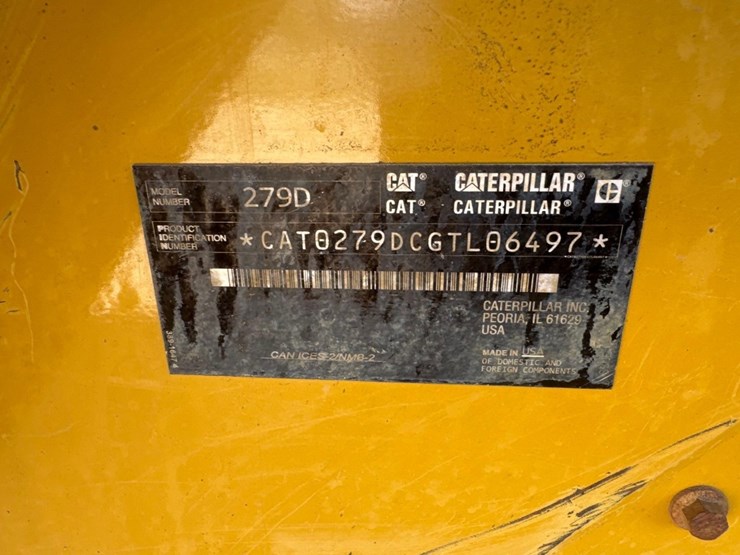 MODEL NUMBER 279D CAT® CATERPILLAR®
CAT® CATERPILLAR®
PRODUCT IDENTIFICATION NUMBER *CAT0279DCGTL06497*
CATERPILLAR INC.
PEORIA, IL 61629
USA
CAN ICES-2/NMB-2
MADE IN USA
OF DOMESTIC AND
FOREIGN COMPONENTS